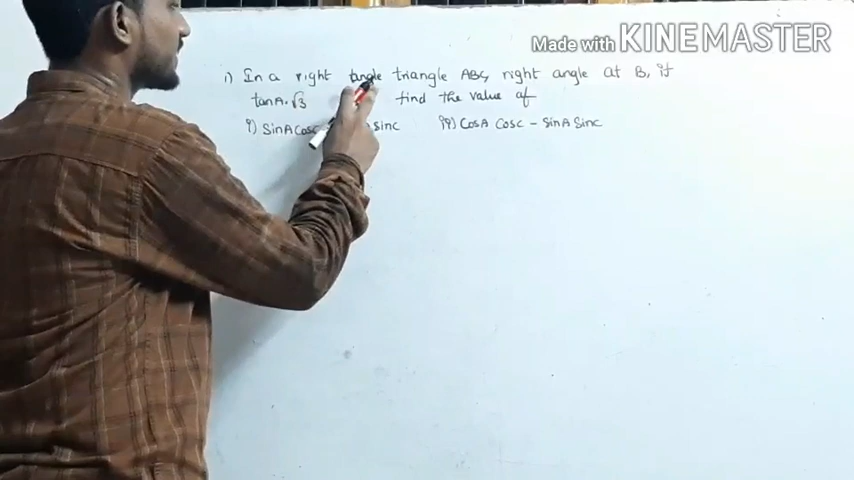 Made with KINEMASTER
1) In a right tangle triangle ABC, right angle at B, if
tanA=√3 find the value of
i) sinA cosC sinC ii) cosA cosC - sinA sinC